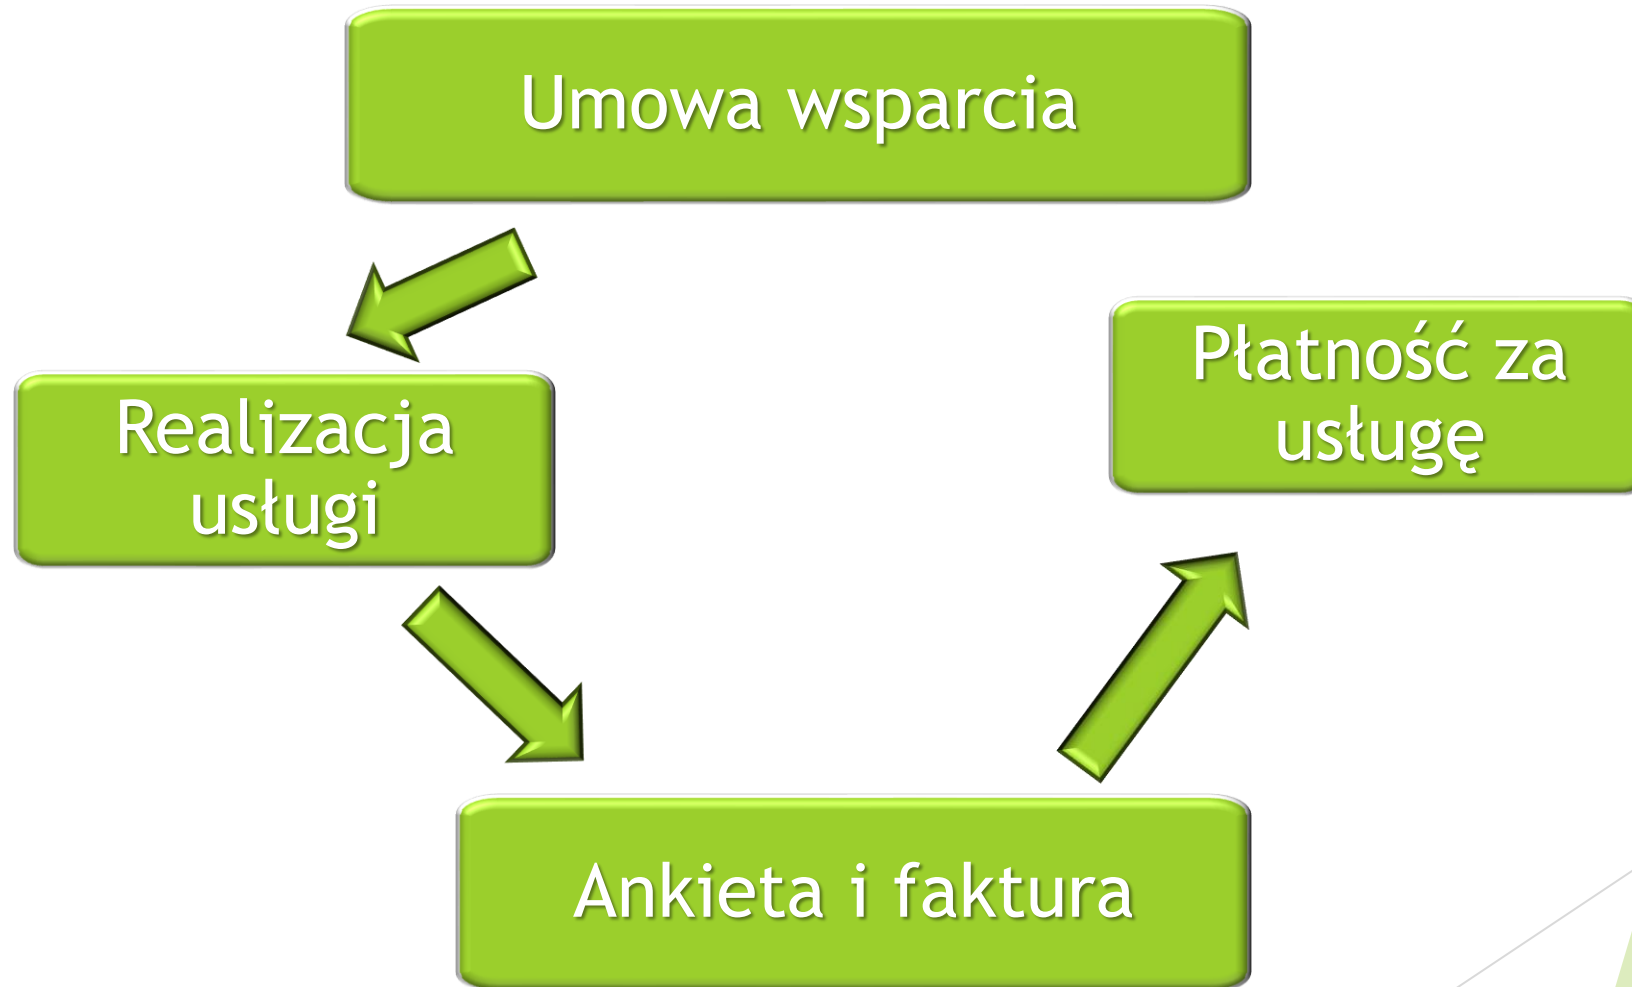 Umowa wsparcia
Realizacja
usługi
Płatność za
usługę
Ankieta i faktura